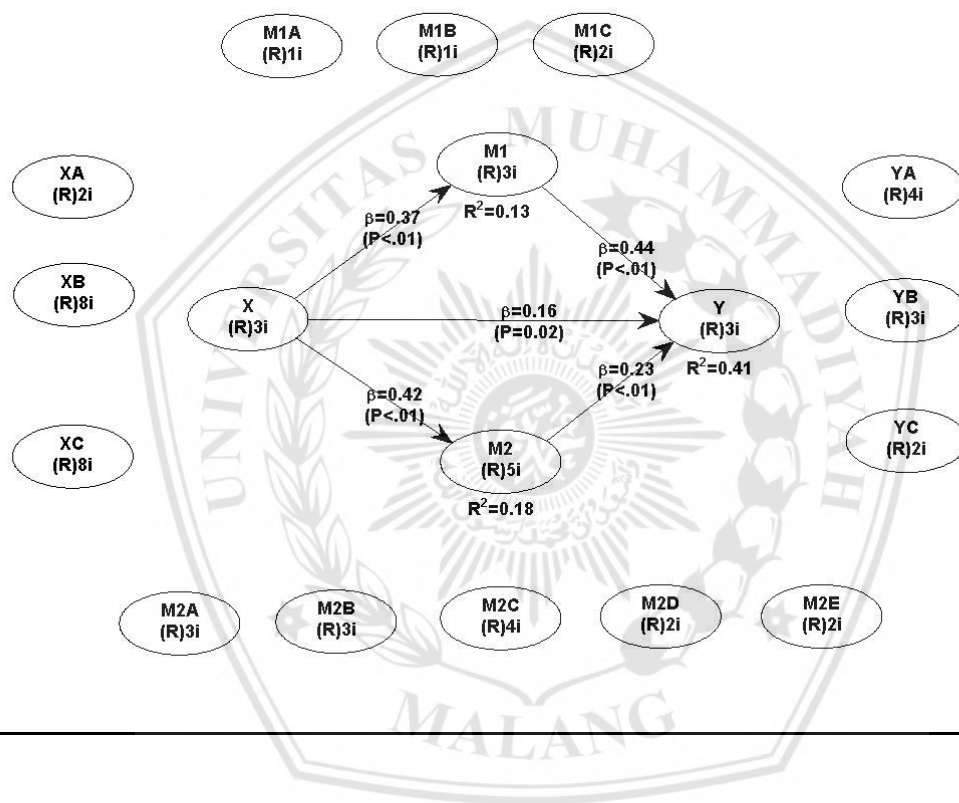 M1A
(R)1i
M1B
(R)1i
M1C
(R)2i
M1
(R)3i
R²=0.13
XA
(R)2i
YA
(R)4i
β=0.37
(P<.01)
β=0.44
(P<.01)
XB
(R)8i
X
(R)3i
β=0.16
(P=0.02)
Y
(R)3i
R²=0.41
YB
(R)3i
β=0.42
(P<.01)
β=0.23
(P<.01)
XC
(R)8i
M2
(R)5i
R²=0.18
YC
(R)2i
M2A
(R)3i
M2B
(R)3i
M2C
(R)4i
M2D
(R)2i
M2E
(R)2i
UNIVERSITAS MUHAMMADIYAH
MALANG